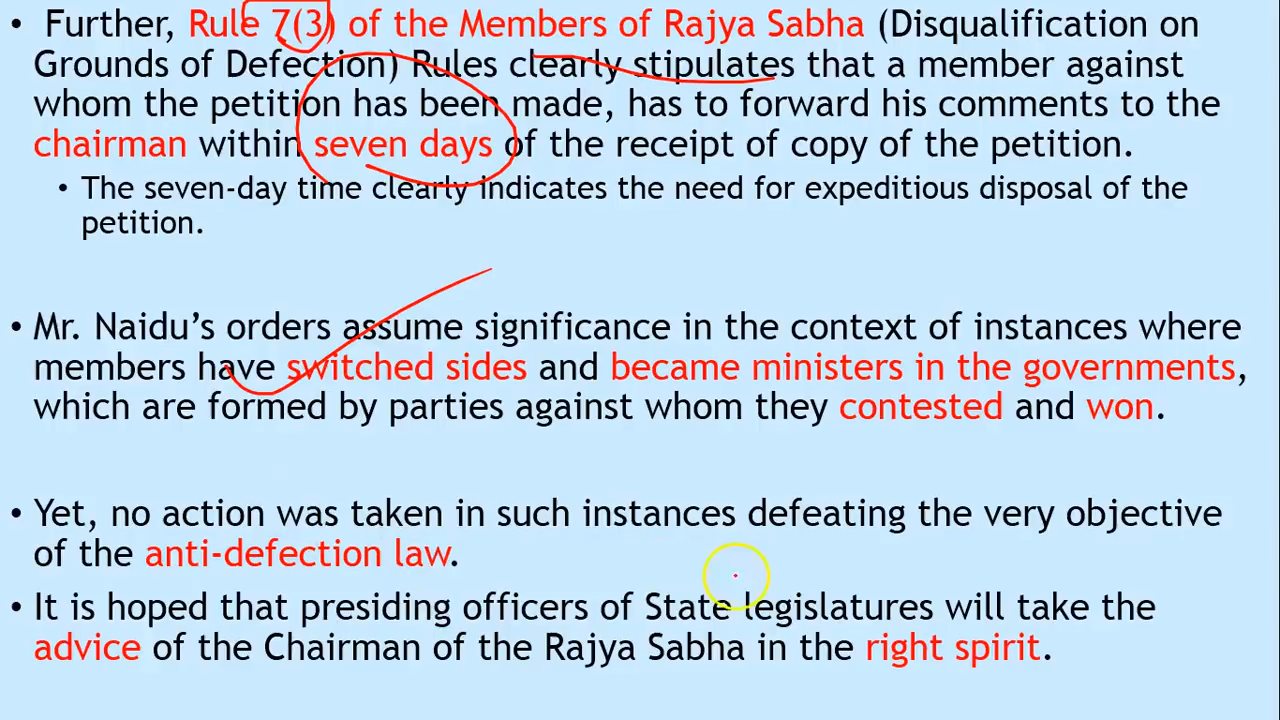 • Further, Rule 7(3) of the Members of Rajya Sabha (Disqualification on
Grounds of Defection) Rules clearly stipulates that a member against
whom the petition has been made, has to forward his comments to the
chairman within seven days of the receipt of copy of the petition.
• The seven-day time clearly indicates the need for expeditious disposal of the
petition.
• Mr. Naidu's orders assume significance in the context of instances where
members have switched sides and became ministers in the governments,
which are formed by parties against whom they contested and won.
• Yet, no action was taken in such instances defeating the very objective
of the anti-defection law.
• It is hoped that presiding officers of State legislatures will take the
advice of the Chairman of the Rajya Sabha in the right spirit.